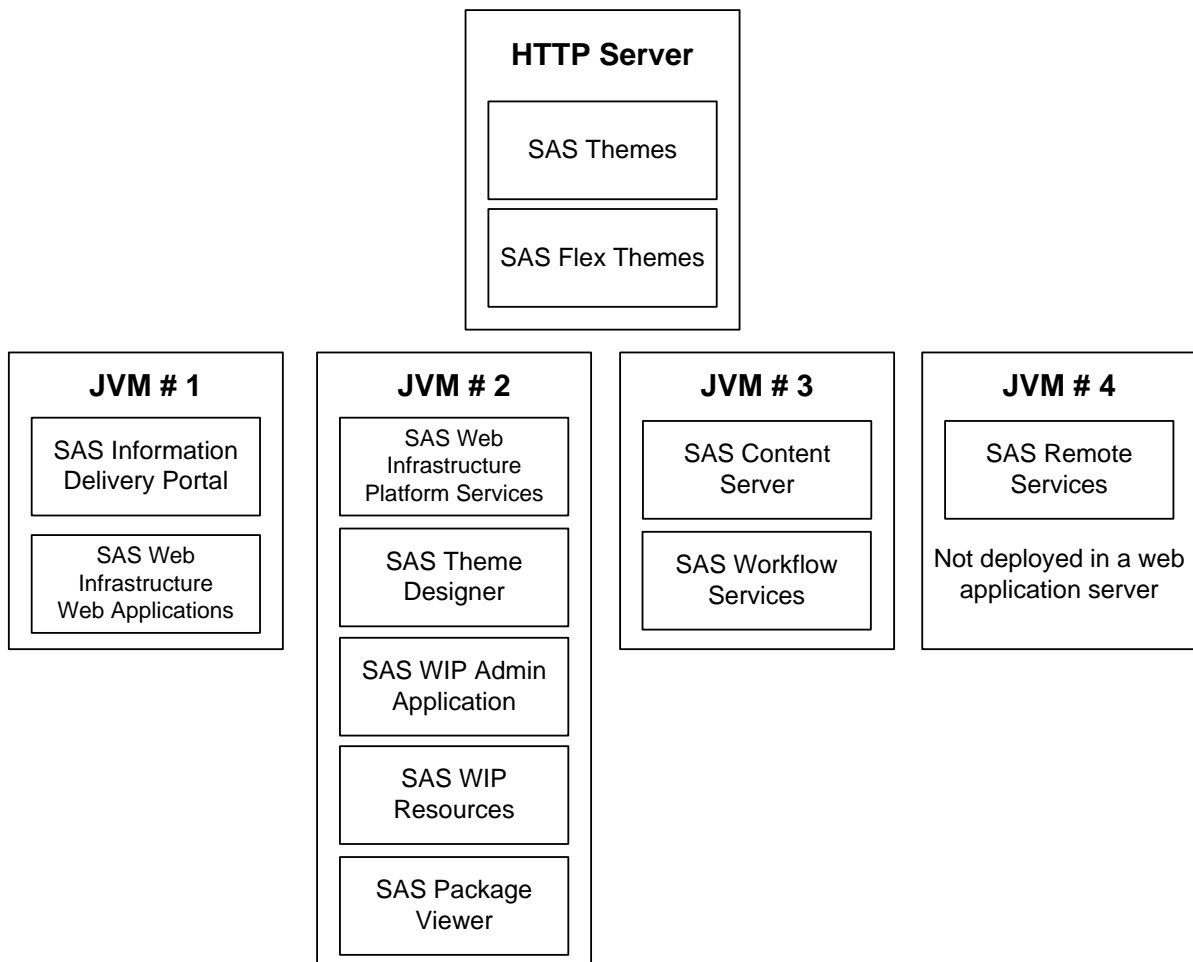 HTTP Server
SAS Themes
SAS Flex Themes
JVM # 1
SAS Information
Delivery Portal
SAS Web
Infrastructure
Web Applications
JVM # 2
SAS Web
Infrastructure
Platform Services
SAS Theme
Designer
SAS WIP Admin
Application
SAS WIP
Resources
SAS Package
Viewer
JVM # 3
SAS Content
Server
SAS Workflow
Services
JVM # 4
SAS Remote
Services
Not deployed in a web
application server